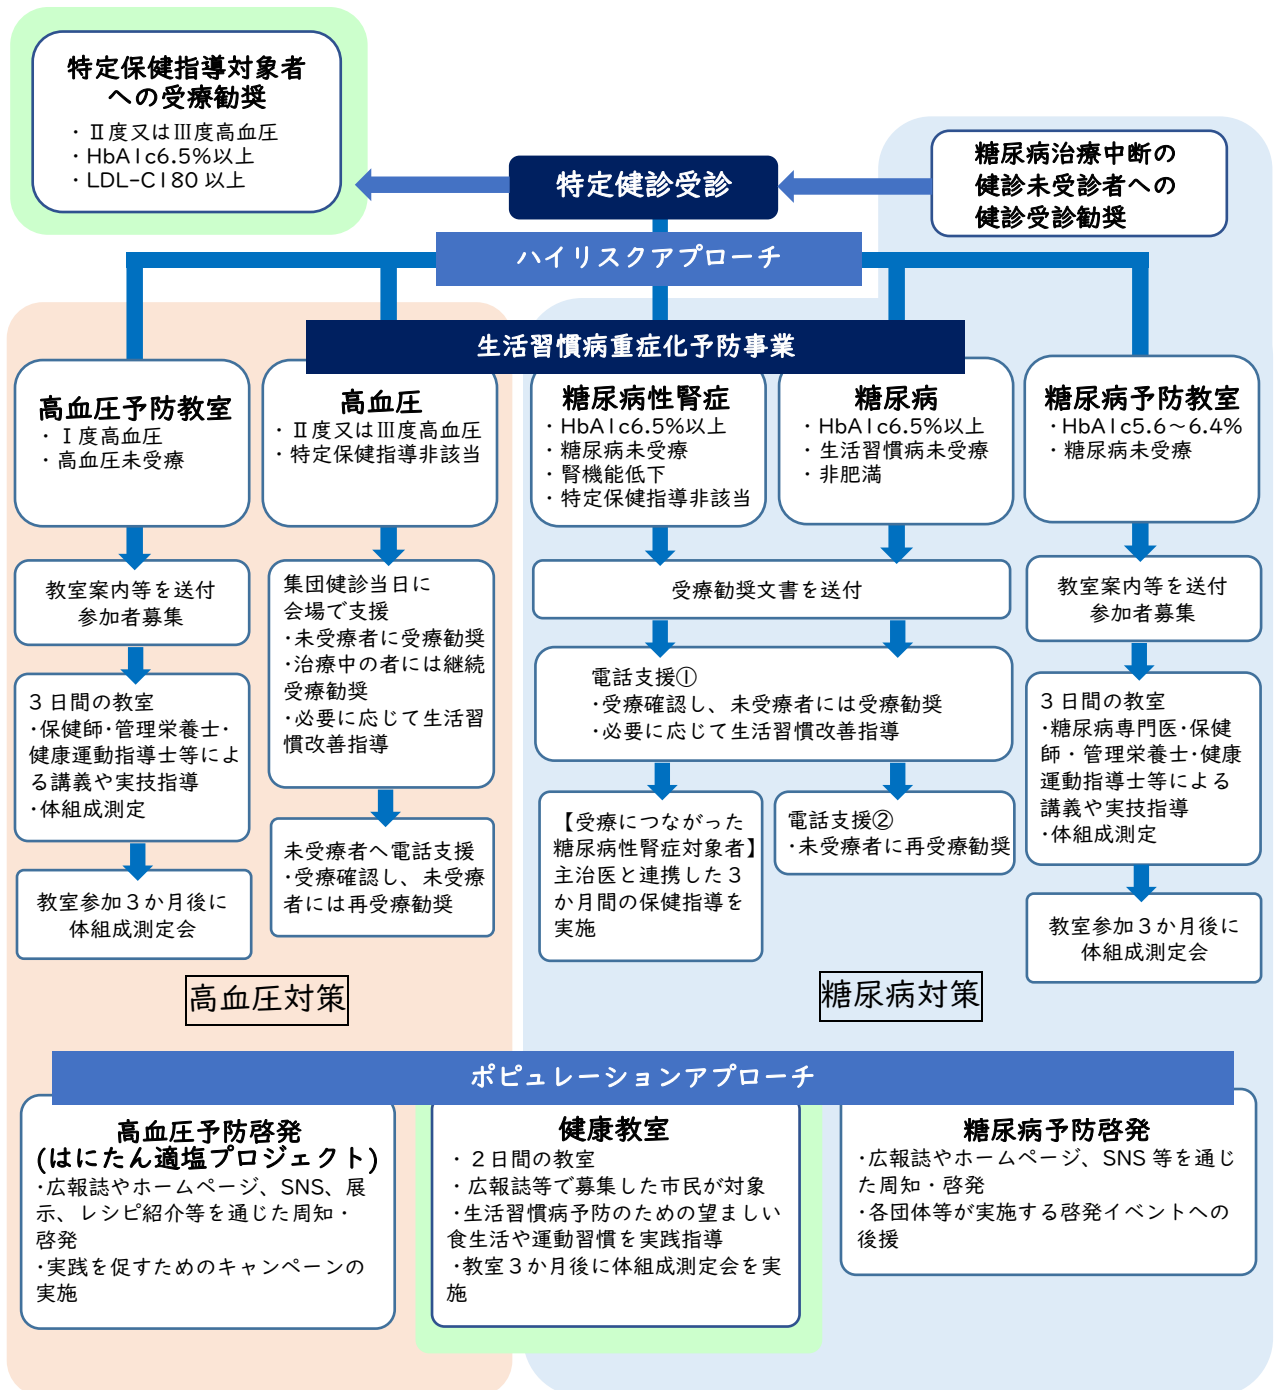 特定保健指導対象者
への受療勧奨
・Ⅱ度又はⅢ度高血圧
・HbA1c6.5%以上
・LDL-C180 以上
特定健診受診
糖尿病治療中断の
健診未受診者への
健診受診勧奨
ハイリスクアプローチ
生活習慣病重症化予防事業
高血圧予防教室
・Ⅰ度高血圧
・高血圧未受療
教室案内等を送付
参加者募集
3日間の教室
・保健師・管理栄養士・
健康運動指導士等によ
る講義や実技指導
・体組成測定
教室参加3か月後に
体組成測定会
高血圧
・Ⅱ度又はⅢ度高血圧
・特定保健指導非該当
集団健診当日に
会場で支援
・未受療者に受療勧奨
・治療中の者には継続
受療勧奨
・必要に応じて生活習
慣改善指導
未受療者へ電話支援
・受療確認し、未受療
者には再受療勧奨
糖尿病性腎症
・HbA1c6.5%以上
・糖尿病未受療
・腎機能低下
・特定保健指導非該当
糖尿病
・HbA1c6.5%以上
・生活習慣病未受療
・非肥満
受療勧奨文書を送付
電話支援①
・受療確認し、未受療者には受療勧奨
・必要に応じて生活習慣改善指導
【受療につながった
糖尿病性腎症対象者】
主治医と連携した3
か月間の保健指導を
実施
電話支援②
・未受療者に再受療勧奨
糖尿病予防教室
・HbA1c5.6～6.4%
・糖尿病未受療
教室案内等を送付
参加者募集
3日間の教室
・糖尿病専門医・保健
師・管理栄養士・健康
運動指導士等による
講義や実技指導
・体組成測定
教室参加3か月後に
体組成測定会
高血圧対策
糖尿病対策
ポピュレーションアプローチ
高血圧予防啓発
(はにたん適塩プロジェクト)
・広報誌やホームページ、SNS、展
示、レシピ紹介等を通じた周知・
啓発
・実践を促すためのキャンペーンの
実施
健康教室
・2日間の教室
・広報誌等で募集した市民が対象
・生活習慣病予防のための望ましい
食生活や運動習慣を実践指導
・教室3か月後に体組成測定会を実
施
糖尿病予防啓発
・広報誌やホームページ、SNS 等を通じ
た周知・啓発
・各団体等が実施する啓発イベントへの
後援